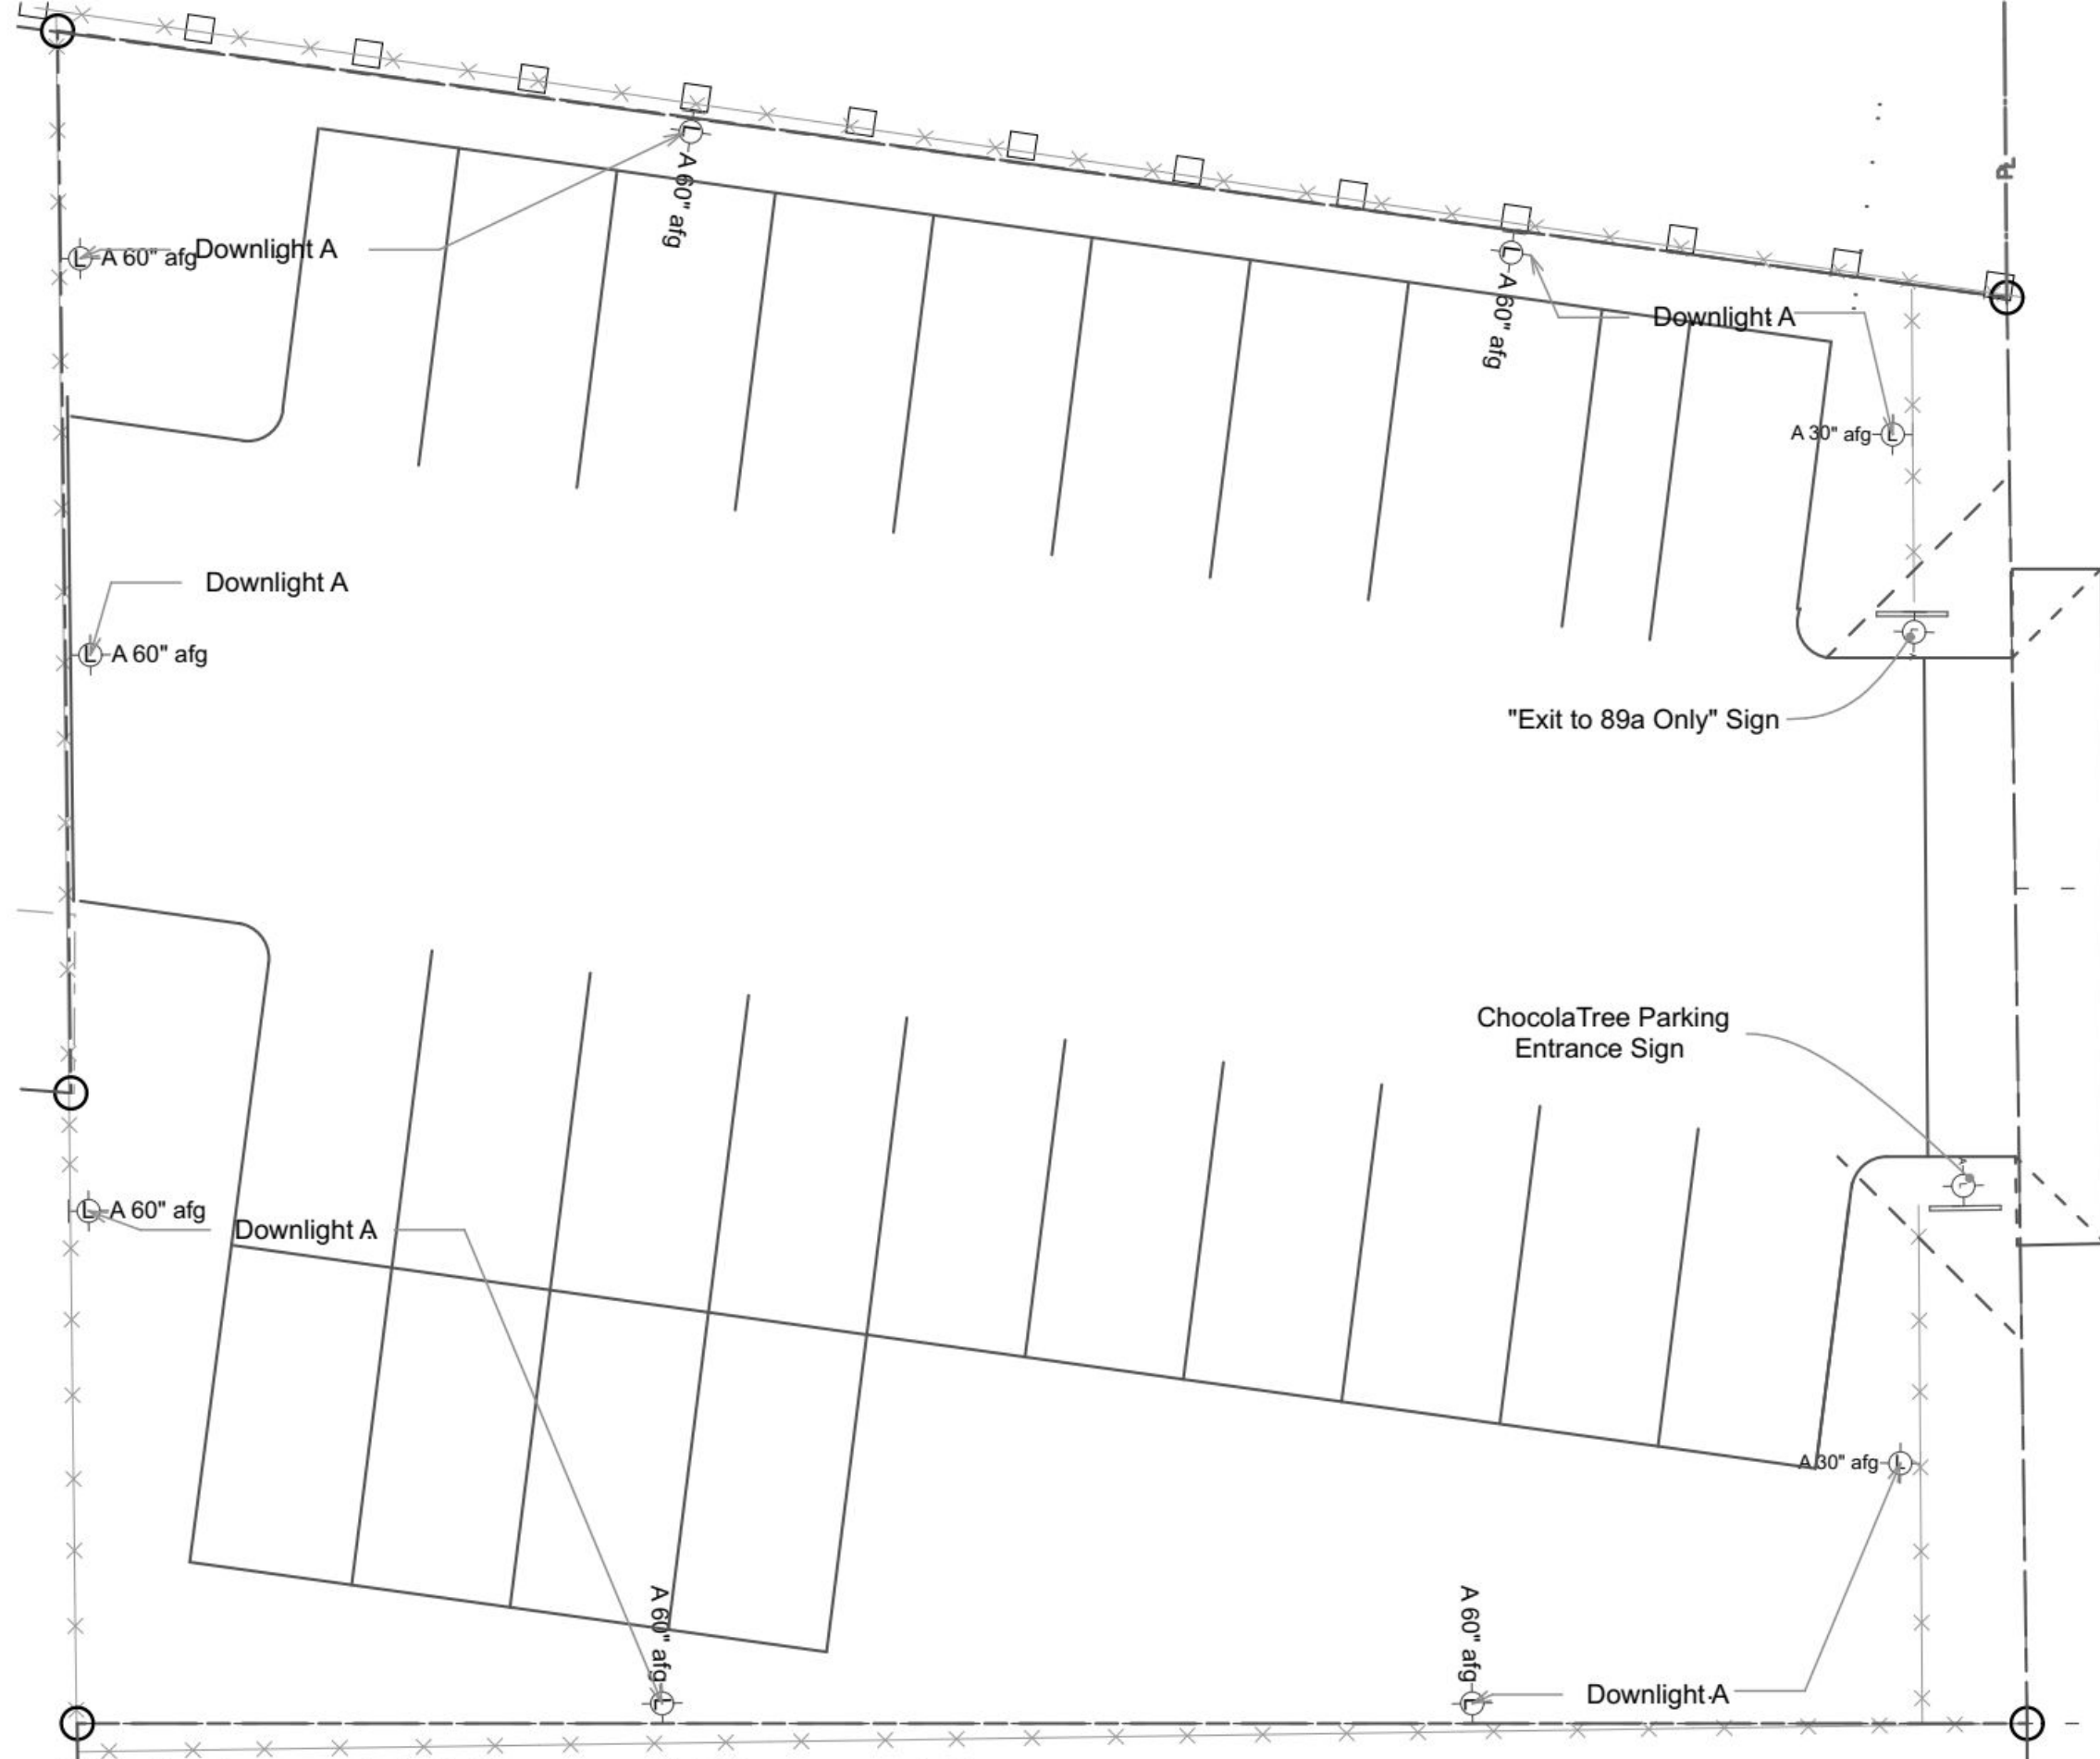 PL
A 60" afg
A 60" afg
Downlight A
A 60" afg
Downlight A
A 30" afg
Downlight A
A 60" afg
"Exit to 89a Only" Sign
ChocolaTree Parking
Entrance Sign
A 60" afg
Downlight A
A 30" afg
A 60" afg
A 60" afg
Downlight A
L
L
L
L
L
L
L
L
L
L
L